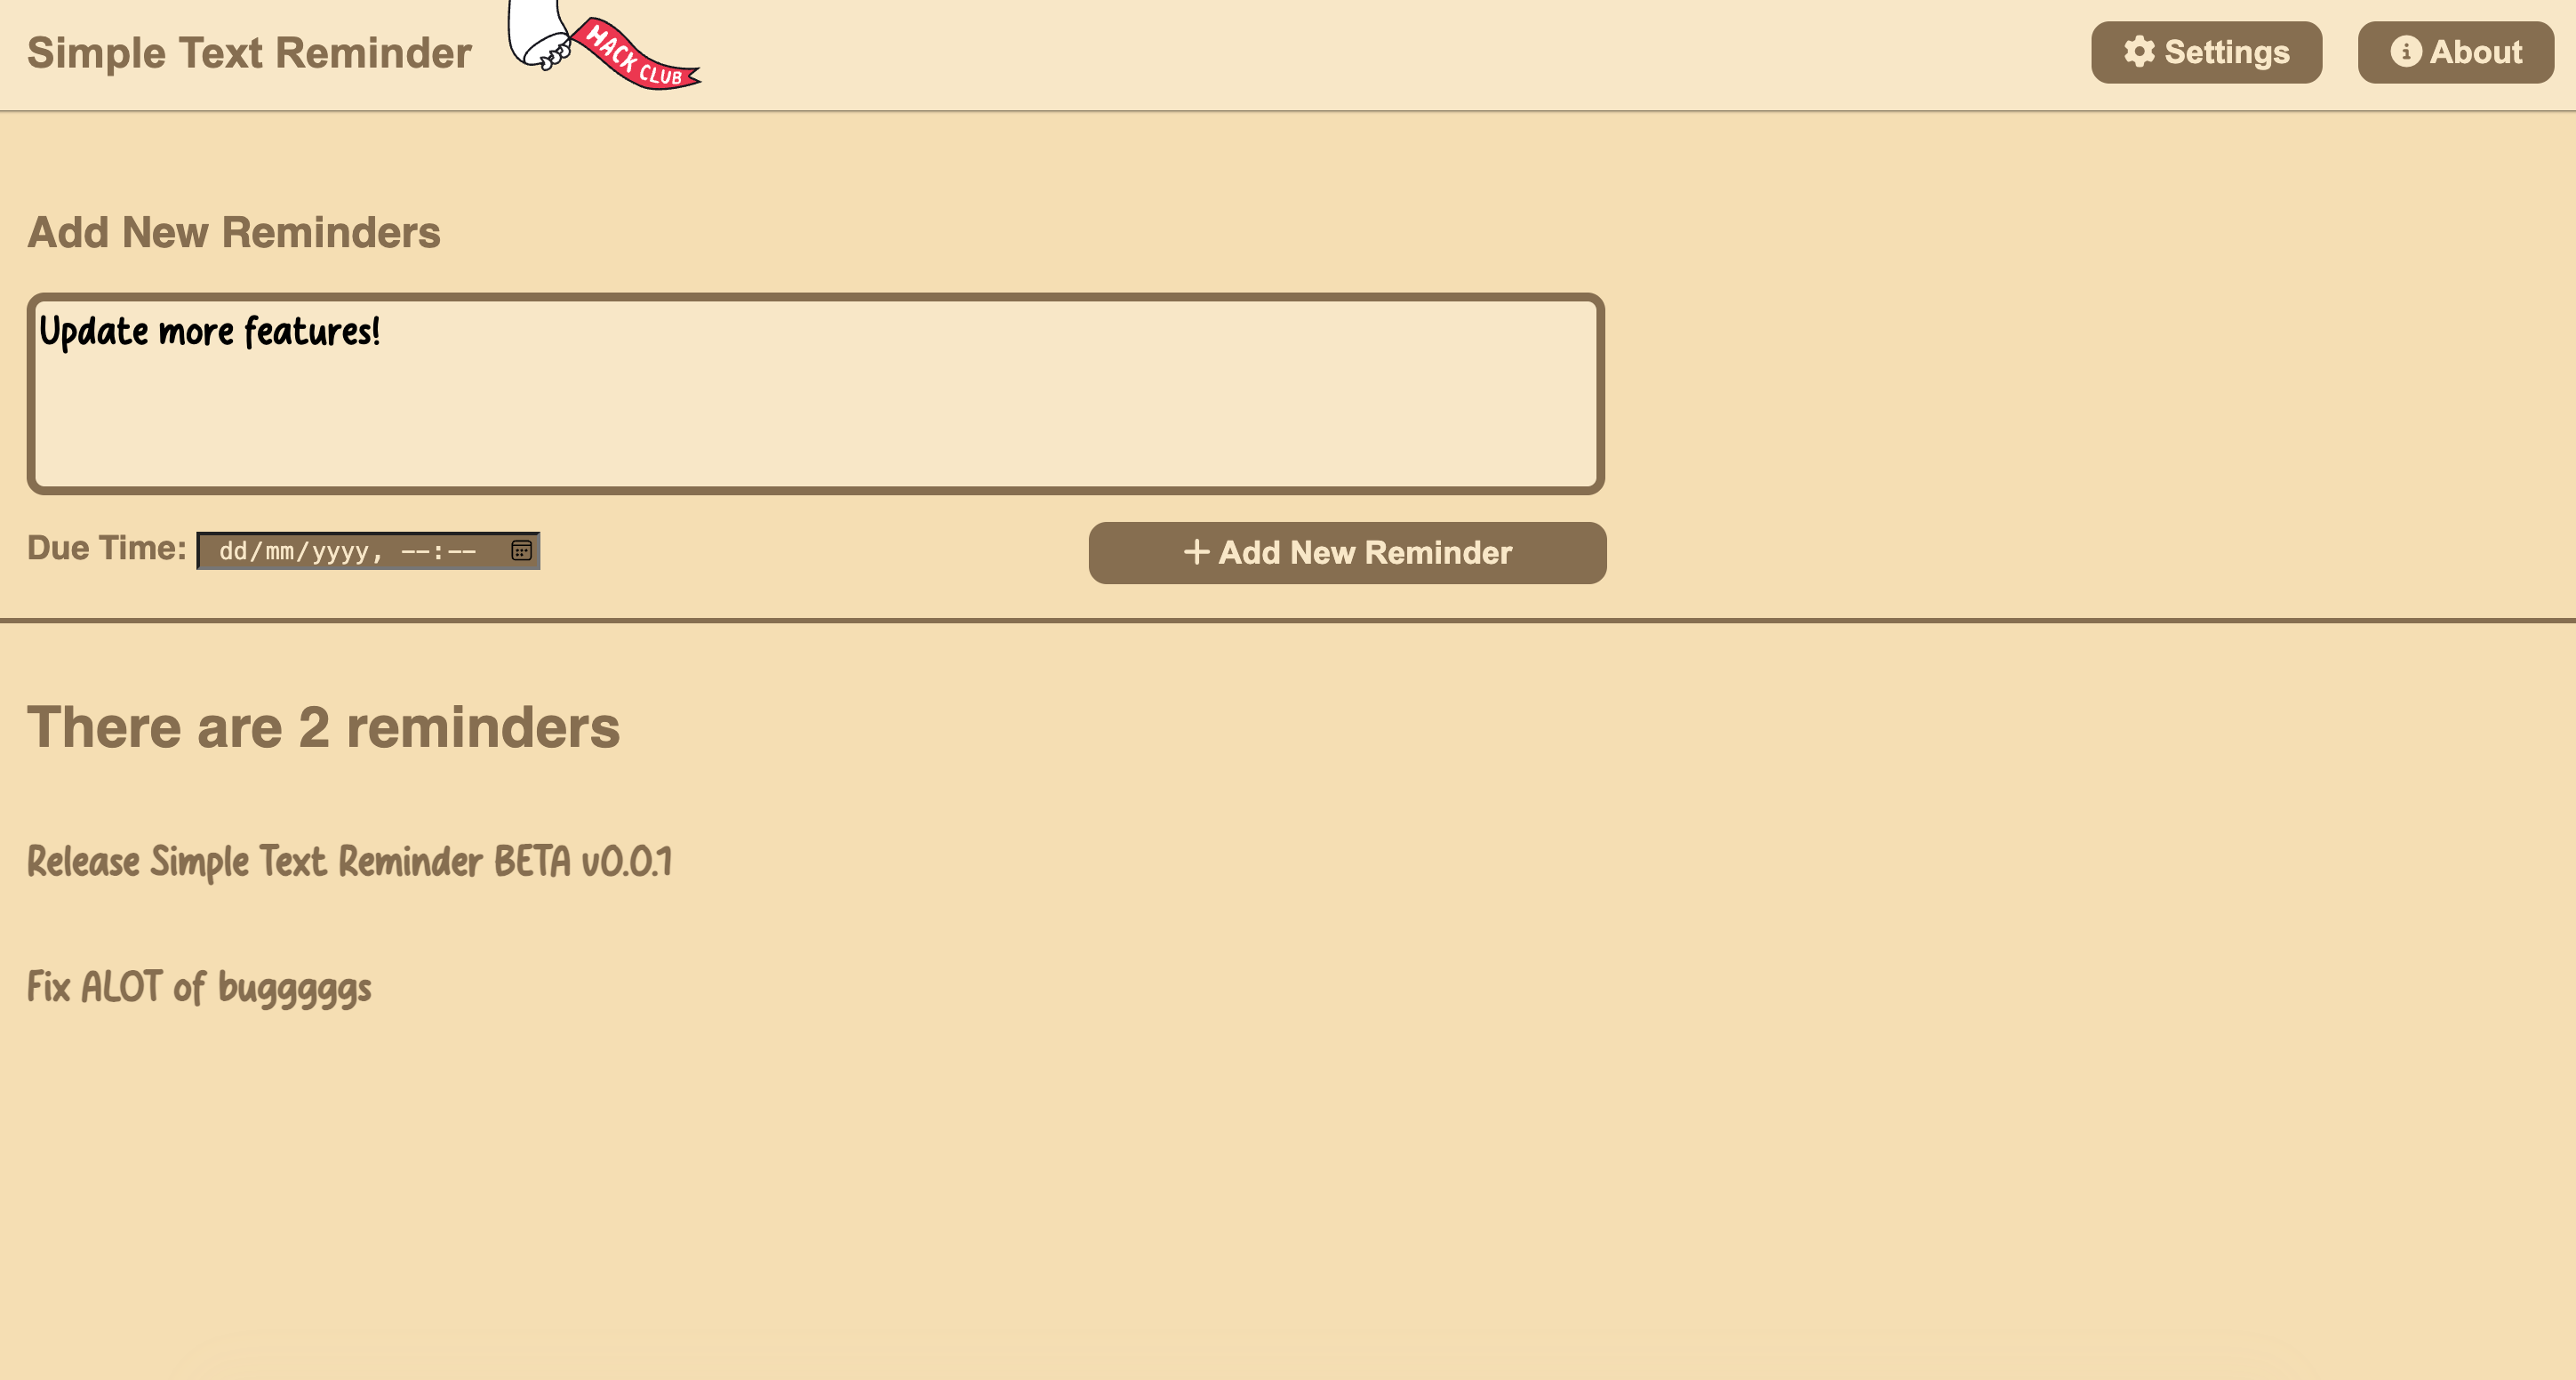 Simple Text Reminder
HACK CLUB
Settings
About
Add New Reminders
Update more features!
Due Time: dd/mm/yyyy, --:--
Add New Reminder
There are 2 reminders
Release Simple Text Reminder BETA v0.0.1
Fix ALOT of bugggggs